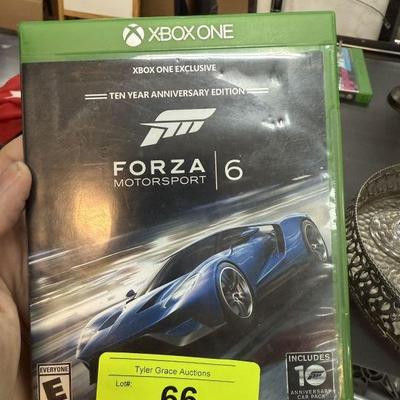 XBOX ONE
XBOX ONE EXCLUSIVE
TEN YEAR ANNIVERSARY EDITION
FORZA
MOTORSPORT
6
Tyler Grace Auctions
Lot#:
66
E
INCLUDES
10
ANNIVERSARY
CAR PACK